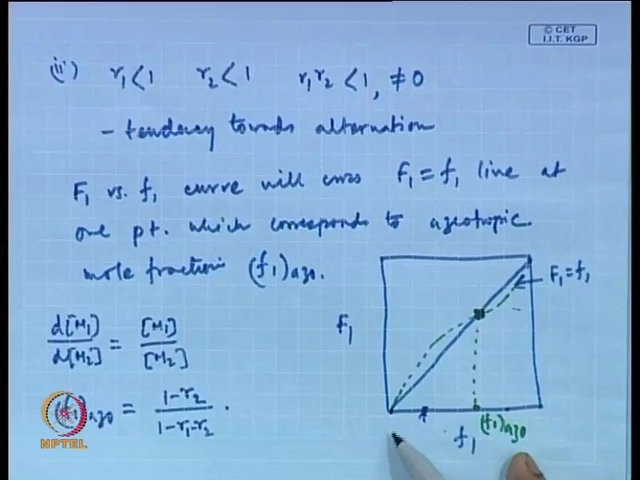 © CET
I.I.T. KGP
(ii) r₁<1 r₂<1 r₁r₂<1, ≠0
- tendency towards alternation
F₁ vs. f₁ curve will cross F₁=f₁ line at
one pt. which corresponds to azeotropic
mole fraction (f₁)azo.
F₁=f₁
F₁
d[M₁]/d[M₂] = [M₁]/[M₂]
(f₁)azo = 1-r₂/1-r₁-r₂.
(f₁)azo
f₁
NPTEL